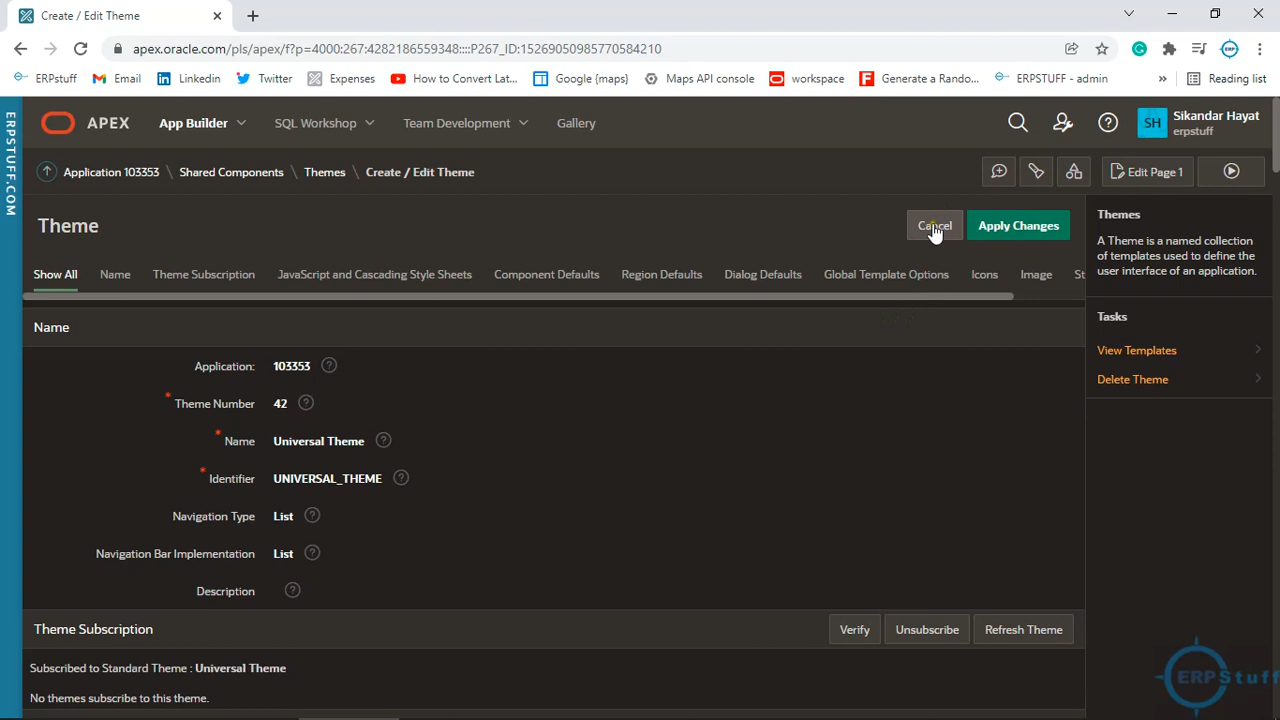 Create / Edit Theme
apex.oracle.com/pls/apex/f?p=4000:267:4282186559348::::P267_ID:15269050985770584210
ERPstuff
Email
Linkedin
Twitter
Expenses
How to Convert Lat...
Google {maps}
Maps API console
workspace
Generate a Rando...
ERPSTUFF - admin
»
Reading list
ERPSTUFF.COM
APEX
App Builder
SQL Workshop
Team Development
Gallery
SH
Sikandar Hayat
erpstuff
Application 103353 \ Shared Components \ Themes \ Create / Edit Theme
Edit Page 1
Theme
Cancel
Apply Changes
Show All
Name
Theme Subscription
JavaScript and Cascading Style Sheets
Component Defaults
Region Defaults
Dialog Defaults
Global Template Options
Icons
Image
St
Themes
A Theme is a named collection
of templates used to define the
user interface of an application.
Tasks
View Templates
Delete Theme
Name
Application: 103353
* Theme Number 42
* Name Universal Theme
* Identifier UNIVERSAL_THEME
Navigation Type List
Navigation Bar Implementation List
Description
Theme Subscription
Verify
Unsubscribe
Refresh Theme
Subscribed to Standard Theme : Universal Theme
No themes subscribe to this theme.
ERPStuff